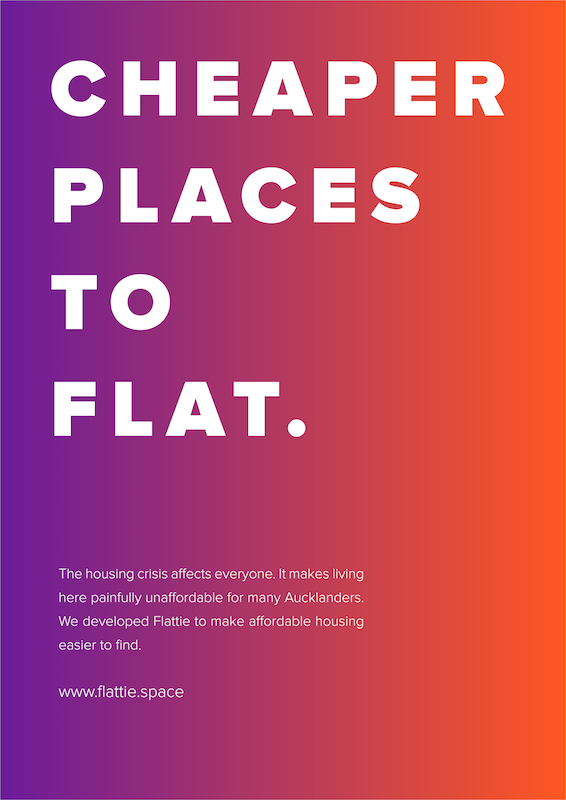 CHEAPER
PLACES
TO
FLAT.
The housing crisis affects everyone. It makes living
here painfully unaffordable for many Aucklanders.
We developed Flattie to make affordable housing
easier to find.
www.flattie.space